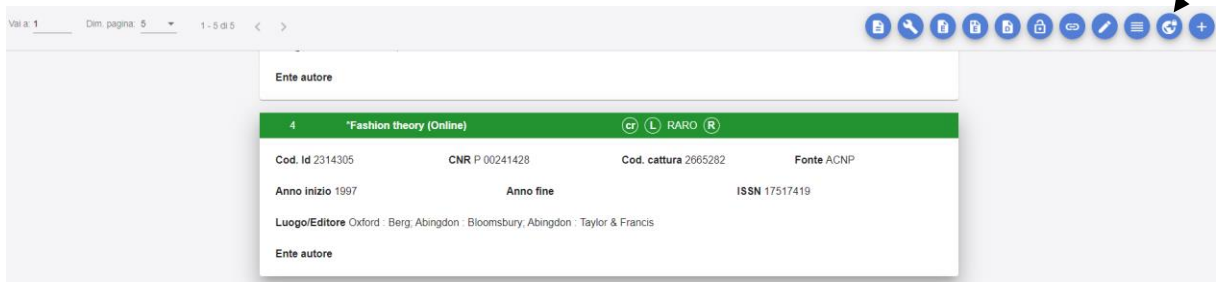 Vai a: 1 Dim. pagina: 5 1 - 5 di 5
Ente autore
4 *Fashion theory (Online) cr L RARO R
Cod. Id 2314305 CNR P 00241428 Cod. cattura 2665282 Fonte ACNP
Anno inizio 1997 Anno fine ISSN 17517419
Luogo/Editore Oxford : Berg; Abingdon : Bloomsbury; Abingdon : Taylor & Francis
Ente autore